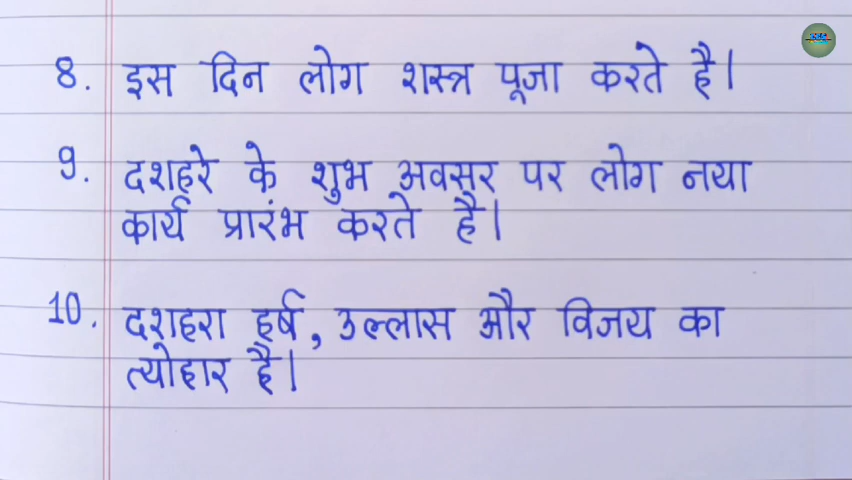 8. इस दिन लोग शस्त्र पूजा करते है।
9. दशहरे के शुभ अवसर पर लोग नया
कार्य प्रारंभ करते है।
10. दशहरा हर्ष, उल्लास और विजय का
त्योहार है।